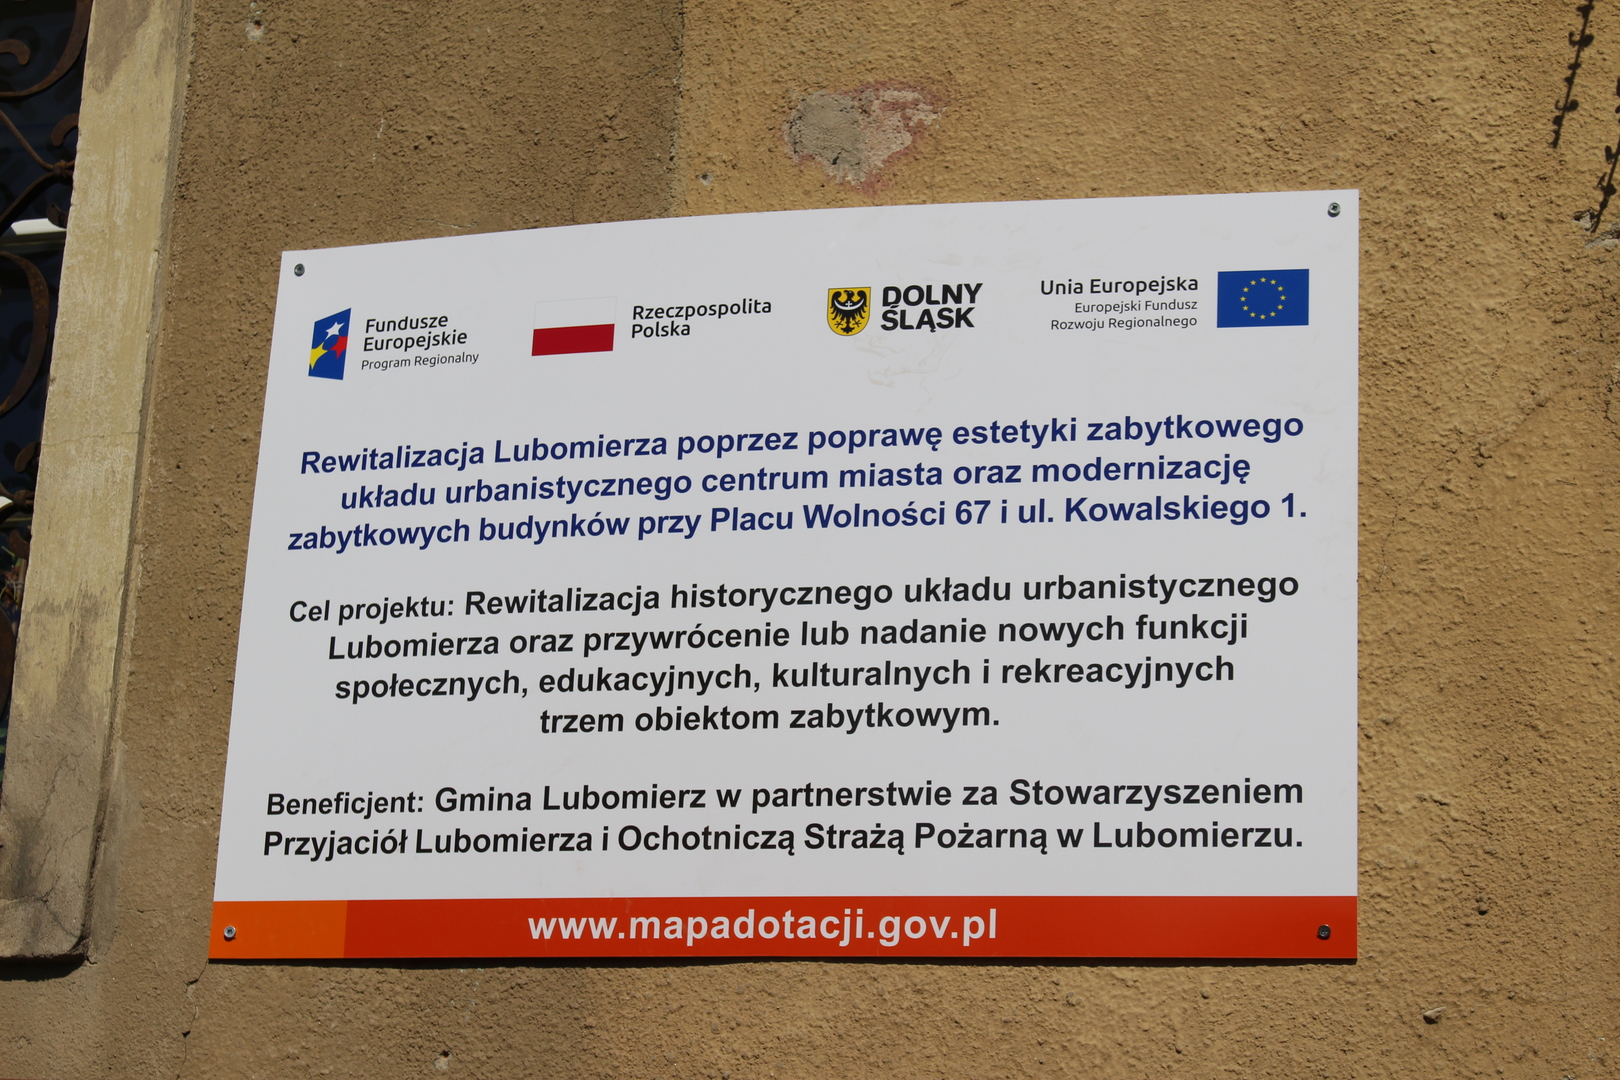 Fundusze
Europejskie
Program Regionalny
Rzeczpospolita
Polska
DOLNY
ŚLĄSK
Unia Europejska
Europejski Fundusz
Rozwoju Regionalnego
Rewitalizacja Lubomierza poprzez poprawę estetyki zabytkowego
układu urbanistycznego centrum miasta oraz modernizację
zabytkowych budynków przy Placu Wolności 67 i ul. Kowalskiego 1.
Cel projektu: Rewitalizacja historycznego układu urbanistycznego
Lubomierza oraz przywrócenie lub nadanie nowych funkcji
społecznych, edukacyjnych, kulturalnych i rekreacyjnych
trzem obiektom zabytkowym.
Beneficjent: Gmina Lubomierz w partnerstwie za Stowarzyszeniem
Przyjaciół Lubomierza i Ochotniczą Strażą Pożarną w Lubomierzu.
www.mapadotacji.gov.pl